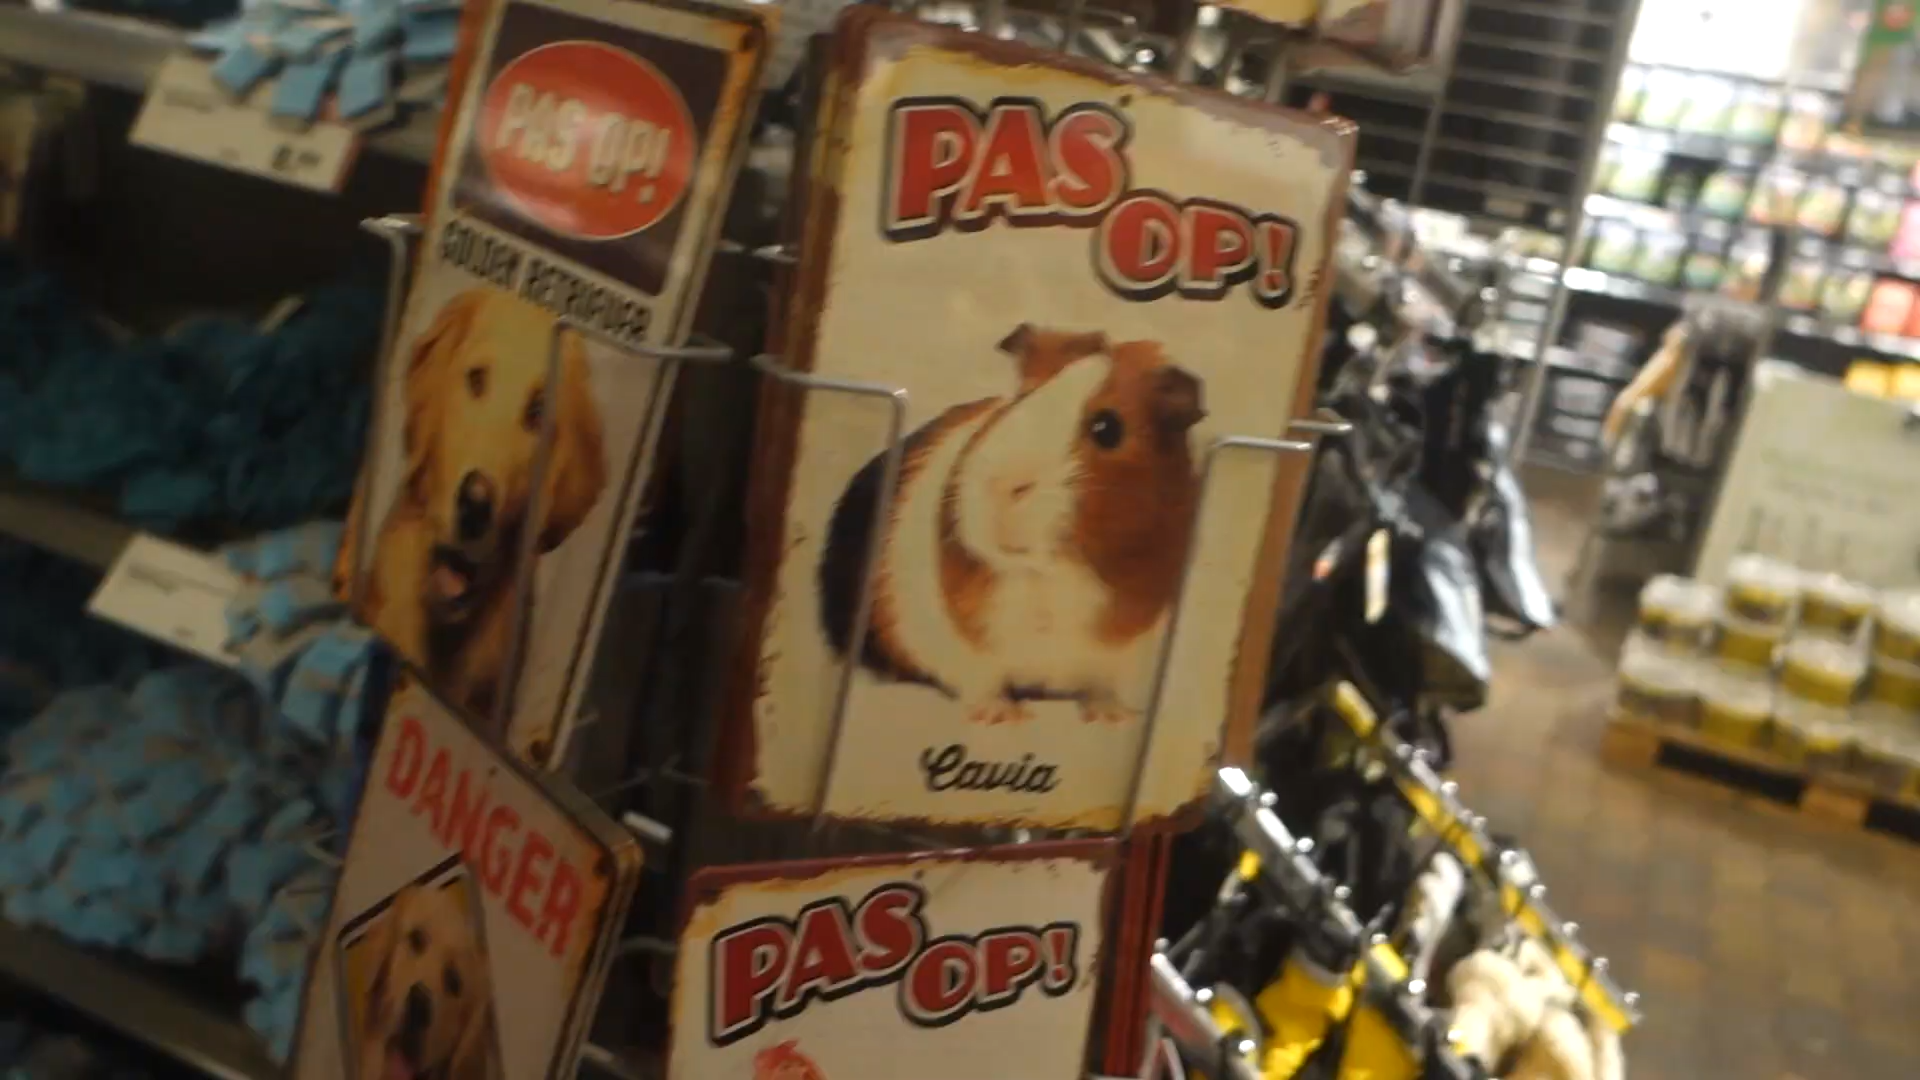 PAS OP!
GOLDEN RETRIEVER
PAS
OP!
Cavia
DANGER
PAS
OP!